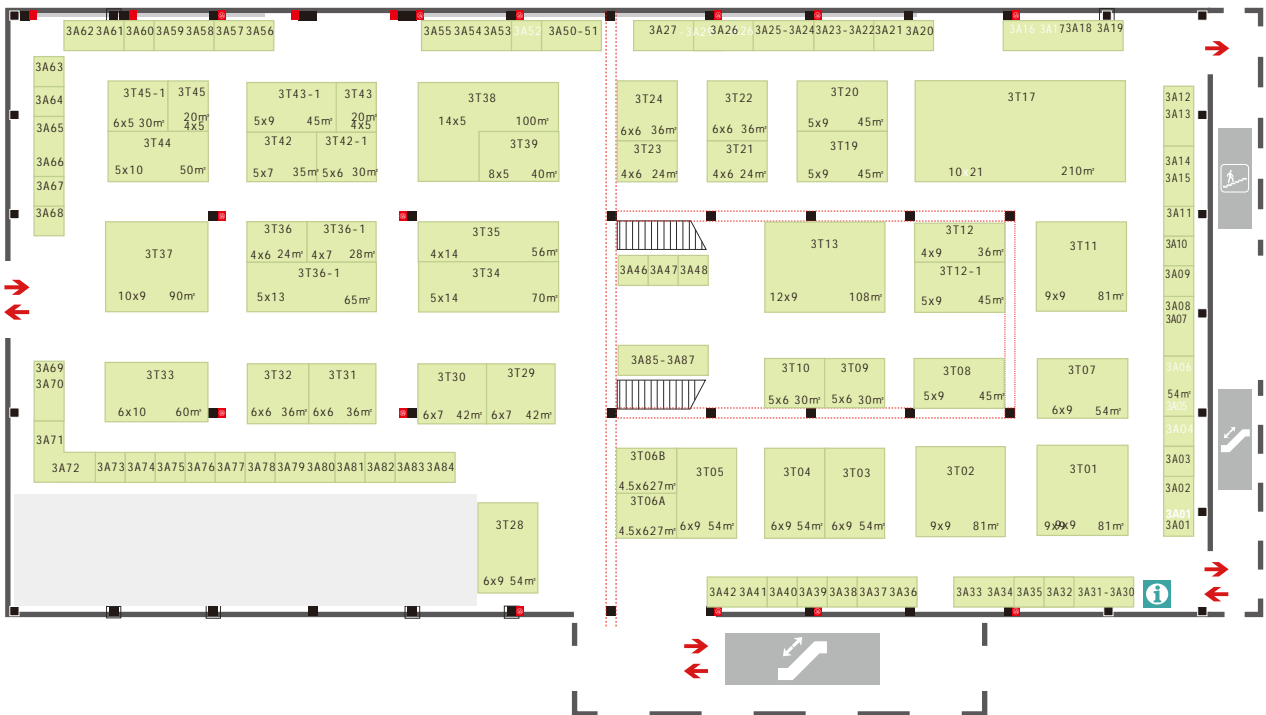 3A62 3A61 3A60 3A59 3A58 3A57 3A56
3A55 3A54 3A53 3A52 3A50-51
3A27 3A26 3A25-3A24 3A23-3A22 3A21 3A20
3A16 3A18 3A19
3A63
3A64
3A65
3A66
3A67
3A68
3T45-1 3T45
6x5 30㎡ 20㎡
4x5
3T44
5x10 50㎡
3T43-1 3T43
5x9 45㎡ 20㎡
4x5
3T42 3T42-1
5x7 35㎡ 5x6 30㎡
3T38
14x5 100㎡
3T39
8x5 40㎡
3T24
6x6 36㎡
3T23
4x6 24㎡
3T22
6x6 36㎡
3T21
4x6 24㎡
3T20
5x9 45㎡
3T19
5x9 45㎡
3T17
10 21 210㎡
3A12
3A13
3A14
3A15
3A11
3A10
3A09
3A08
3A07
3A06
54㎡
3A05
3A04
3A03
3A02
3A01
3A01
3T37
10x9 90㎡
3T36 3T36-1
4x6 24㎡ 4x7 28㎡
3T36-1
5x13 65㎡
3T35
4x14 56㎡
3T34
5x14 70㎡
3A46 3A47 3A48
3T13
12x9 108㎡
3T12
4x9 36㎡
3T12-1
5x9 45㎡
3T11
9x9 81㎡
3A69
3A70
3A71
3A72 3A73 3A74 3A75 3A76 3A77 3A78 3A79 3A80 3A81 3A82 3A83 3A84
3T33
6x10 60㎡
3T32 3T31
6x6 36㎡ 6x6 36㎡
3T30 3T29
6x7 42㎡ 6x7 42㎡
3A85-3A87
3T10 3T09
5x6 30㎡ 5x6 30㎡
3T08
5x9 45㎡
3T07
6x9 54㎡
3T06B
4.5x6 27㎡
3T06A
4.5x6 27㎡
3T05
6x9 54㎡
3T04 3T03
6x9 54㎡ 6x9 54㎡
3T02
9x9 81㎡
3T01
9x9 9x9 81㎡
3T28
6x9 54㎡
3A42 3A41 3A40 3A39 3A38 3A37 3A36
3A33 3A34 3A35 3A32 3A31-3A30
i